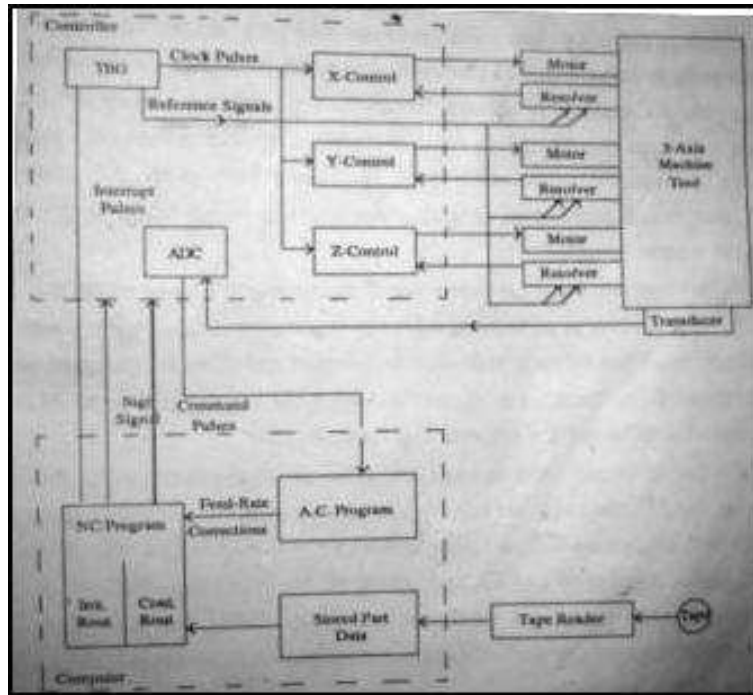 Controller
TBG
Clock Pulses
X-Control
Motor
Reference Signals
Resolver
3-Axis
Machine
Tool
Y-Control
Motor
Interrupt
Pulses
Resolver
ADC
Z-Control
Motor
Resolver
Transducer
Sign
Signal
Command
Pulses
NC Program
Feed-Rate
Corrections
A.C. Program
Cont.
Rout
Rout
Stored Part
Data
Tape Reader
Tape
Computer